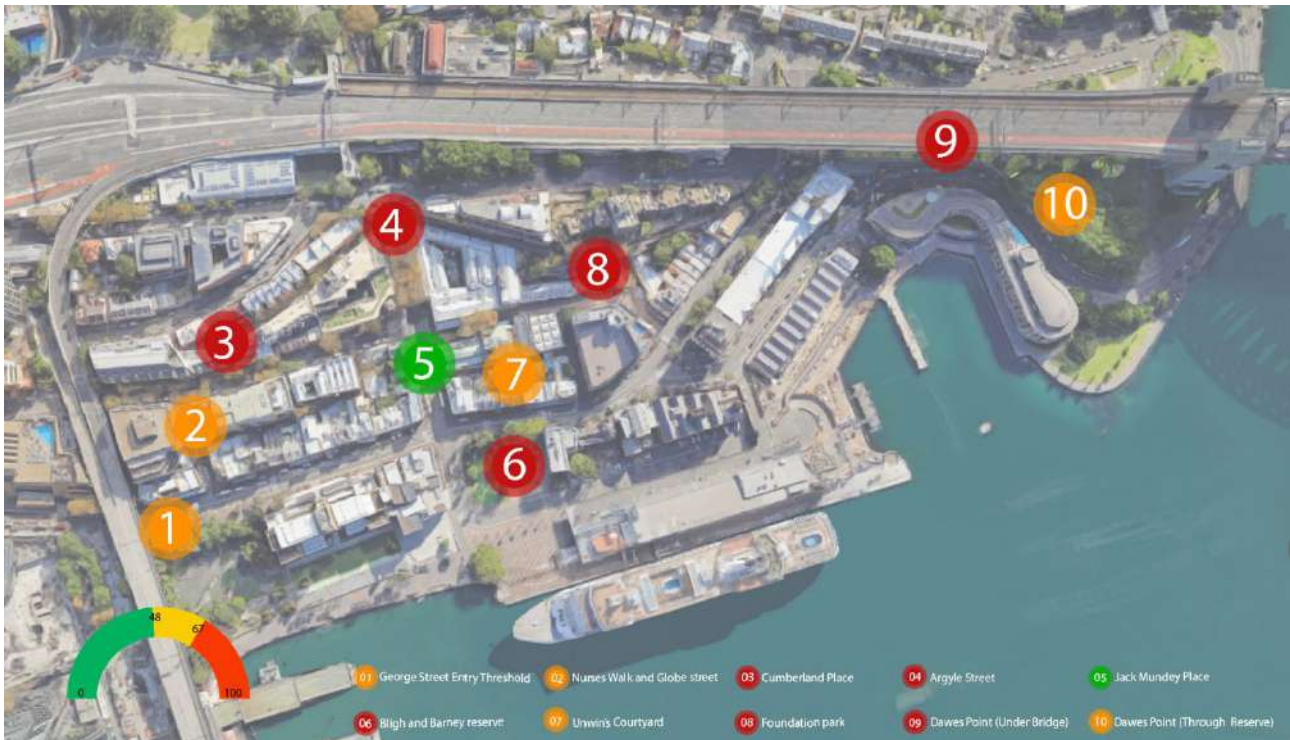 9
10
4
8
3
5
7
2
6
1
48
67
0
100
01 George Street Entry Threshold
02 Nurses Walk and Globe street
03 Cumberland Place
04 Argyle Street
05 Jack Mundey Place
06 Bligh and Barney reserve
07 Unwin's Courtyard
08 Foundation park
09 Dawes Point (Under Bridge)
10 Dawes Point (Through Reserve)